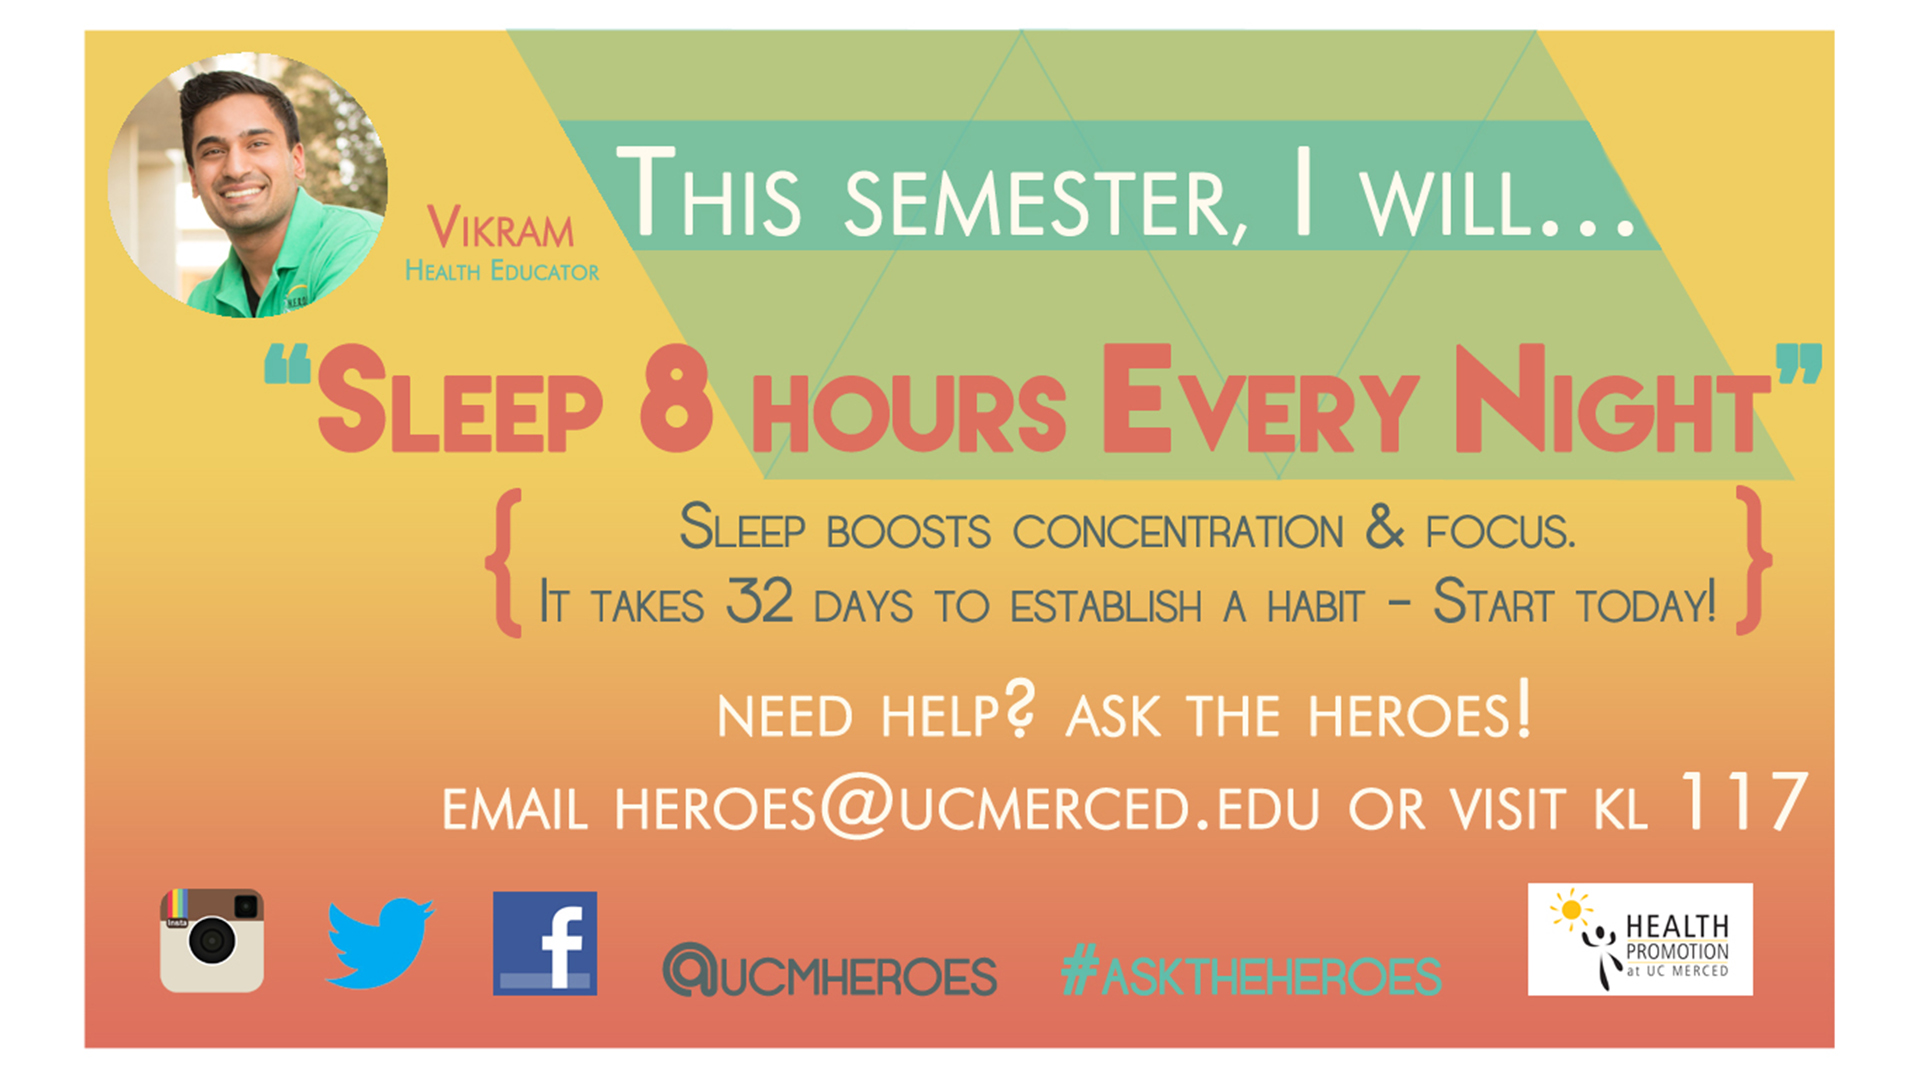 Vikram
Health Educator
This semester, I will...
“Sleep 8 hours Every Night”
{ Sleep boosts concentration & focus.
It takes 32 days to establish a habit - Start today! }
need help? ask the heroes!
email heroes@ucmerced.edu or visit KL 117
Insta
@ucmheroes #asktheheroes
HEALTH
PROMOTION
at UC MERCED